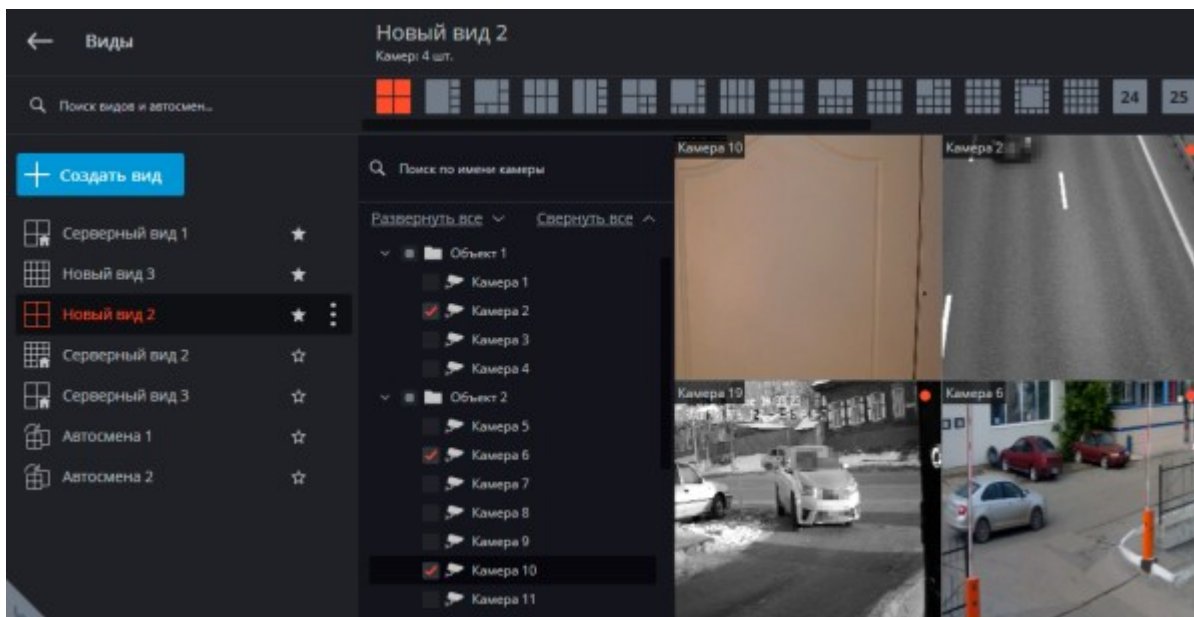 Виды
Новый вид 2
Камер: 4 шт.
Поиск видов и автосмен...
24
25
Создать вид
Серверный вид 1
Новый вид 3
Новый вид 2
Серверный вид 2
Серверный вид 3
Автосмена 1
Автосмена 2
Поиск по имени камеры
Развернуть все
Свернуть все
Объект 1
Камера 1
Камера 2
Камера 3
Камера 4
Объект 2
Камера 5
Камера 6
Камера 7
Камера 8
Камера 9
Камера 10
Камера 11
Камера 10
Камера 2
Камера 19
Камера 6